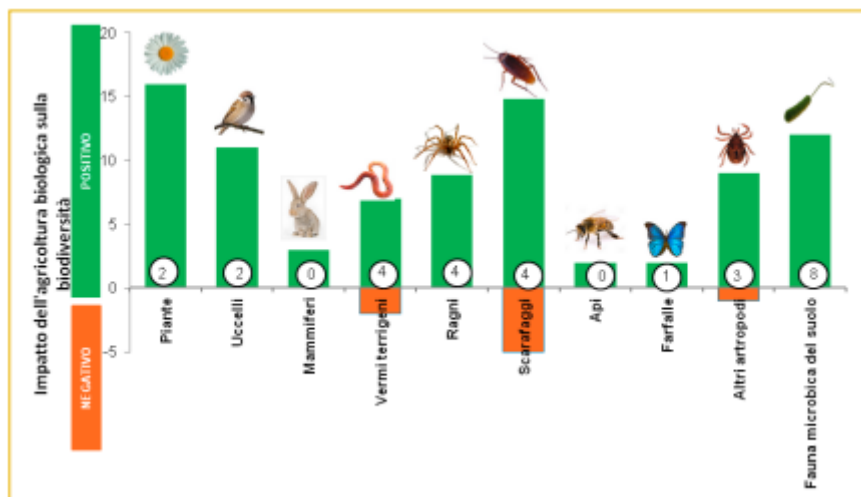 Impatto dell'agricoltura biologica sulla
biodiversità
POSITIVO
NEGATIVO
20
15
10
5
0
-5
2
2
0
4
4
4
0
1
3
8
Piante
Uccelli
Mammiferi
Vermi terrigeni
Ragni
Scarafaggi
Api
Farfalle
Altri artropodi
Fauna microbica del suolo